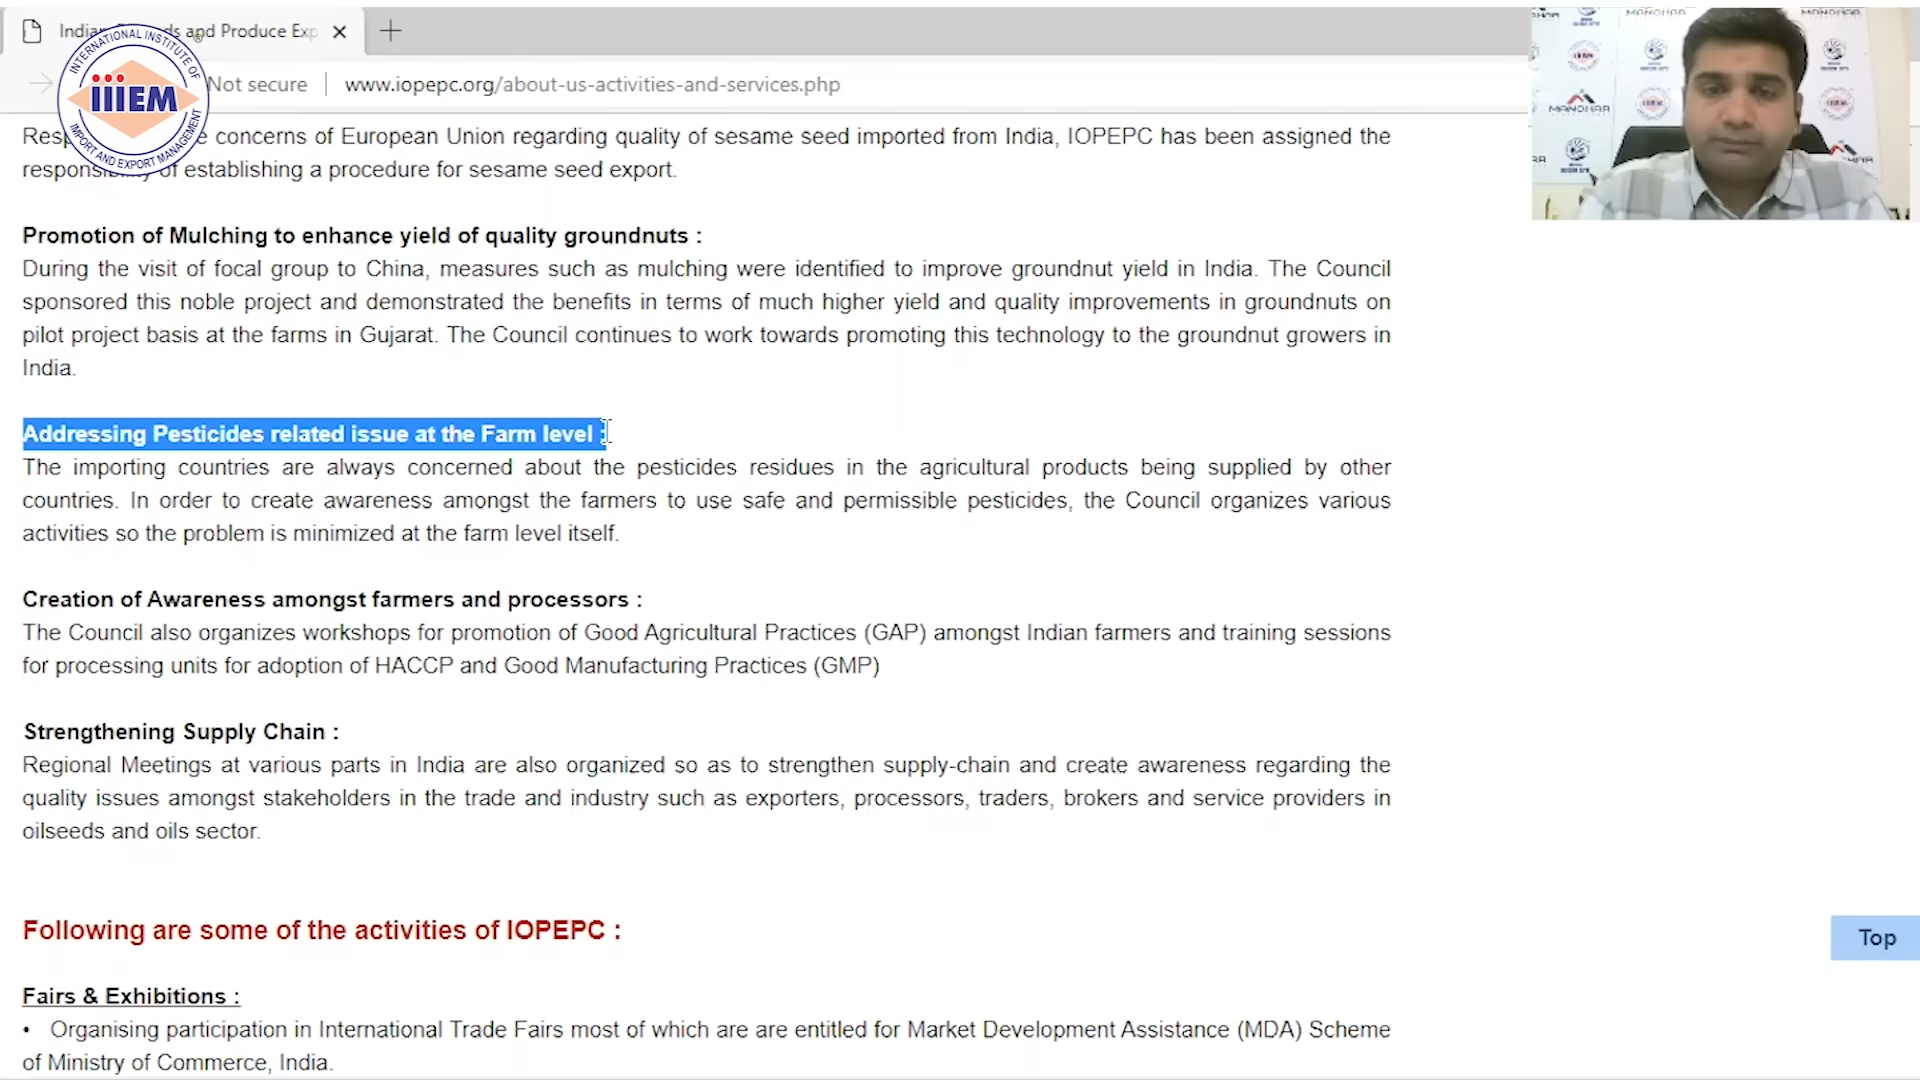 India ds and Produce Exp
Not secure
www.iopepc.org/about-us-activities-and-services.php
INTERNATIONAL INSTITUTE OF
iiiEM
IMPORT AND EXPORT MANAGEMENT
MANOHAR
concerns of European Union regarding quality of sesame seed imported from India, IOPEPC has been assigned the
responsibility of establishing a procedure for sesame seed export.
Promotion of Mulching to enhance yield of quality groundnuts :
During the visit of focal group to China, measures such as mulching were identified to improve groundnut yield in India. The Council
sponsored this noble project and demonstrated the benefits in terms of much higher yield and quality improvements in groundnuts on
pilot project basis at the farms in Gujarat. The Council continues to work towards promoting this technology to the groundnut growers in
India.
Addressing Pesticides related issue at the Farm level :
The importing countries are always concerned about the pesticides residues in the agricultural products being supplied by other
countries. In order to create awareness amongst the farmers to use safe and permissible pesticides, the Council organizes various
activities so the problem is minimized at the farm level itself.
Creation of Awareness amongst farmers and processors :
The Council also organizes workshops for promotion of Good Agricultural Practices (GAP) amongst Indian farmers and training sessions
for processing units for adoption of HACCP and Good Manufacturing Practices (GMP)
Strengthening Supply Chain :
Regional Meetings at various parts in India are also organized so as to strengthen supply-chain and create awareness regarding the
quality issues amongst stakeholders in the trade and industry such as exporters, processors, traders, brokers and service providers in
oilseeds and oils sector.
Following are some of the activities of IOPEPC :
Top
Fairs & Exhibitions :
• Organising participation in International Trade Fairs most of which are are entitled for Market Development Assistance (MDA) Scheme
of Ministry of Commerce, India.